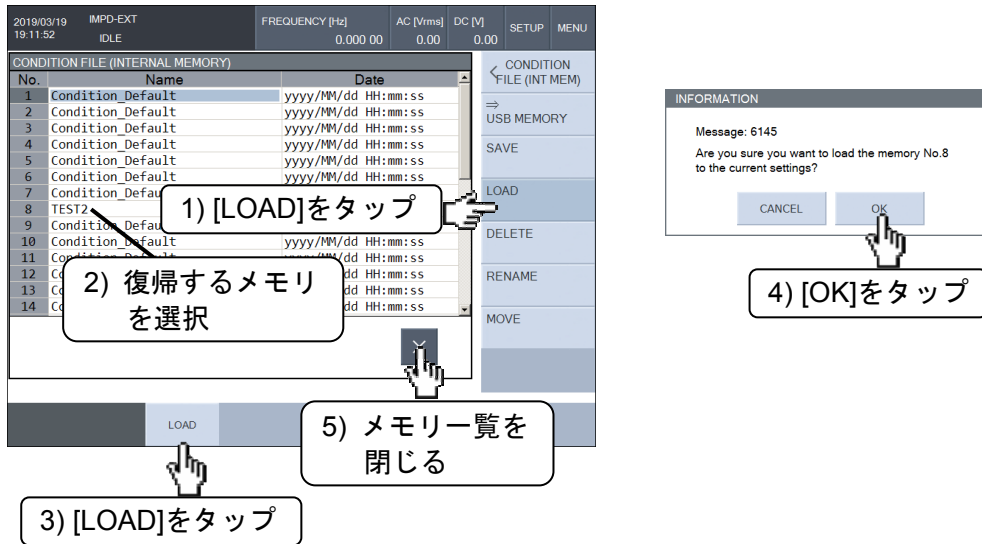 2019/03/19 IMPD-EXT
19:11:52 IDLE
FREQUENCY [Hz] AC [Vrms] DC [V]
0.000 00 0.00 0.00
SETUP MENU
CONDITION FILE (INTERNAL MEMORY)
No. Name Date
1 Condition_Default yyyy/MM/dd HH:mm:ss
2 Condition_Default yyyy/MM/dd HH:mm:ss
3 Condition_Default yyyy/MM/dd HH:mm:ss
4 Condition_Default yyyy/MM/dd HH:mm:ss
5 Condition_Default yyyy/MM/dd HH:mm:ss
6 Condition_Default yyyy/MM/dd HH:mm:ss
7 Condition_Defau
8 TEST2
9 Condition_Defau
10 Condition_Default yyyy/MM/dd HH:mm:ss
11
12
13
14 dd HH:mm:ss
CONDITION
FILE (INT MEM)
⇒
USB MEMORY
SAVE
LOAD
DELETE
RENAME
MOVE
LOAD
1) [LOAD]をタップ
2) 復帰するメモリ
を選択
3) [LOAD]をタップ
5) メモリ一覧を
閉じる
INFORMATION
Message: 6145
Are you sure you want to load the memory No.8
to the current settings?
CANCEL OK
4) [OK]をタップ